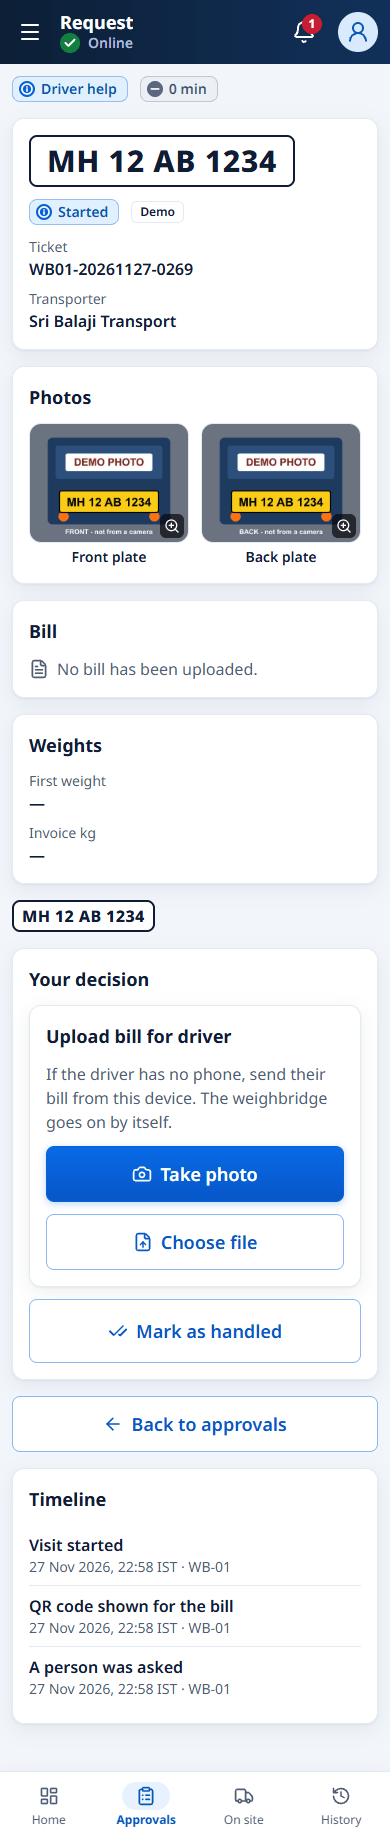 Request
Online
1
Driver help
0 min
MH 12 AB 1234
Started
Demo
Ticket
WB01-20261127-0269
Transporter
Sri Balaji Transport
Photos
DEMO PHOTO
MH 12 AB 1234
FRONT - not from a camera
DEMO PHOTO
MH 12 AB 1234
BACK - not from a camera
Front plate
Back plate
Bill
No bill has been uploaded.
Weights
First weight
—
Invoice kg
—
MH 12 AB 1234
Your decision
Upload bill for driver
If the driver has no phone, send their
bill from this device. The weighbridge
goes on by itself.
Take photo
Choose file
Mark as handled
Back to approvals
Timeline
Visit started
27 Nov 2026, 22:58 IST · WB-01
QR code shown for the bill
27 Nov 2026, 22:58 IST · WB-01
A person was asked
27 Nov 2026, 22:58 IST · WB-01
Home
Approvals
On site
History